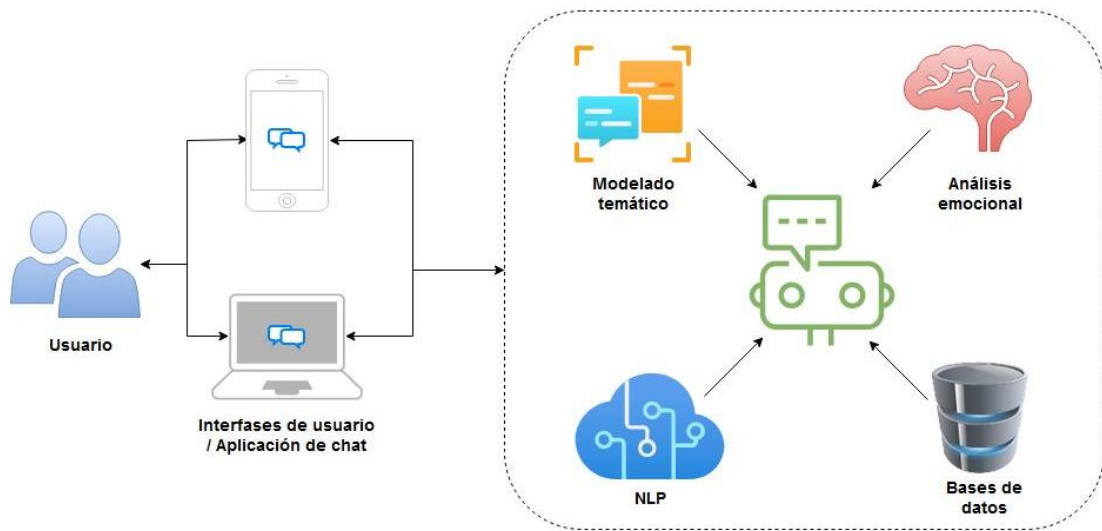 Usuario
Interfases de usuario
/ Aplicación de chat
Modelado
temático
Análisis
emocional
NLP
Bases de
datos